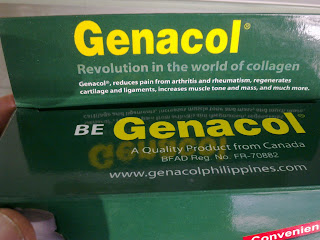 Genacol®
Revolution in the world of collagen
Genacol®, reduces pain from arthritis and rheumatism, regenerates
cartilage and ligaments, increases muscle tone and mass, and much more.
BE Genacol®
A Quality Product from Canada
BFAD Reg. No. FR-70882
www.genacolphilippines.com
Convenien